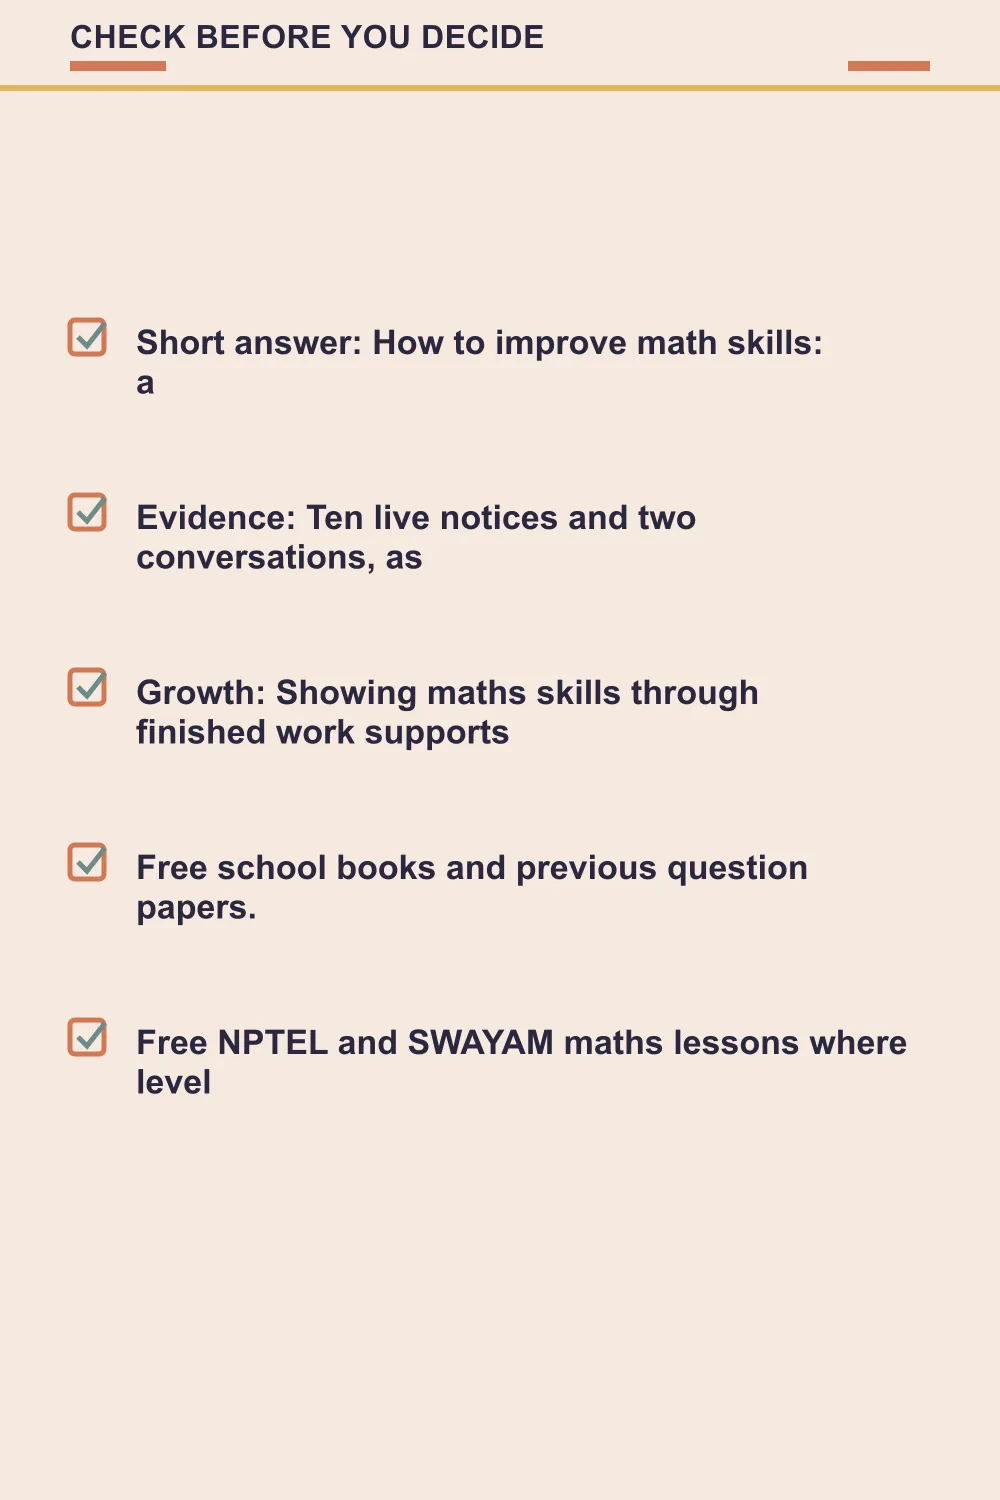 CHECK BEFORE YOU DECIDE
Short answer: How to improve math skills:
a
Evidence: Ten live notices and two
conversations, as
Growth: Showing maths skills through
finished work supports
Free school books and previous question
papers.
Free NPTEL and SWAYAM maths lessons where
level